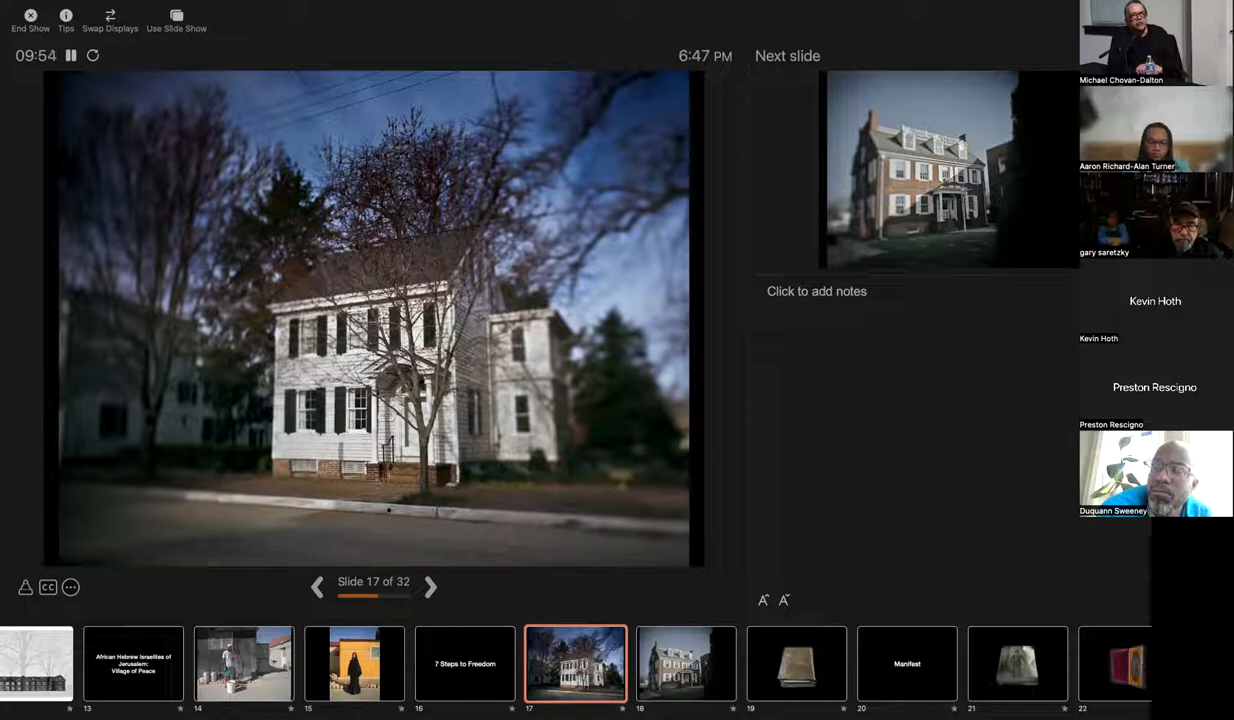 End Show
Tips
Swap Displays
Use Slide Show
09:54
6:47 PM
Next slide
Click to add notes
Slide 17 of 32
CC
A A
African Hebrew Israelites of
Jerusalem:
Village of Peace
7 Steps to Freedom
Manifest
13
14
15
16
17
18
19
20
21
22
Michael Chovan-Dalton
Aaron Richard-Alan Turner
gary saretzky
Kevin Hoth
Kevin Hoth
Preston Rescigno
Preston Rescigno
Duquann Sweeney